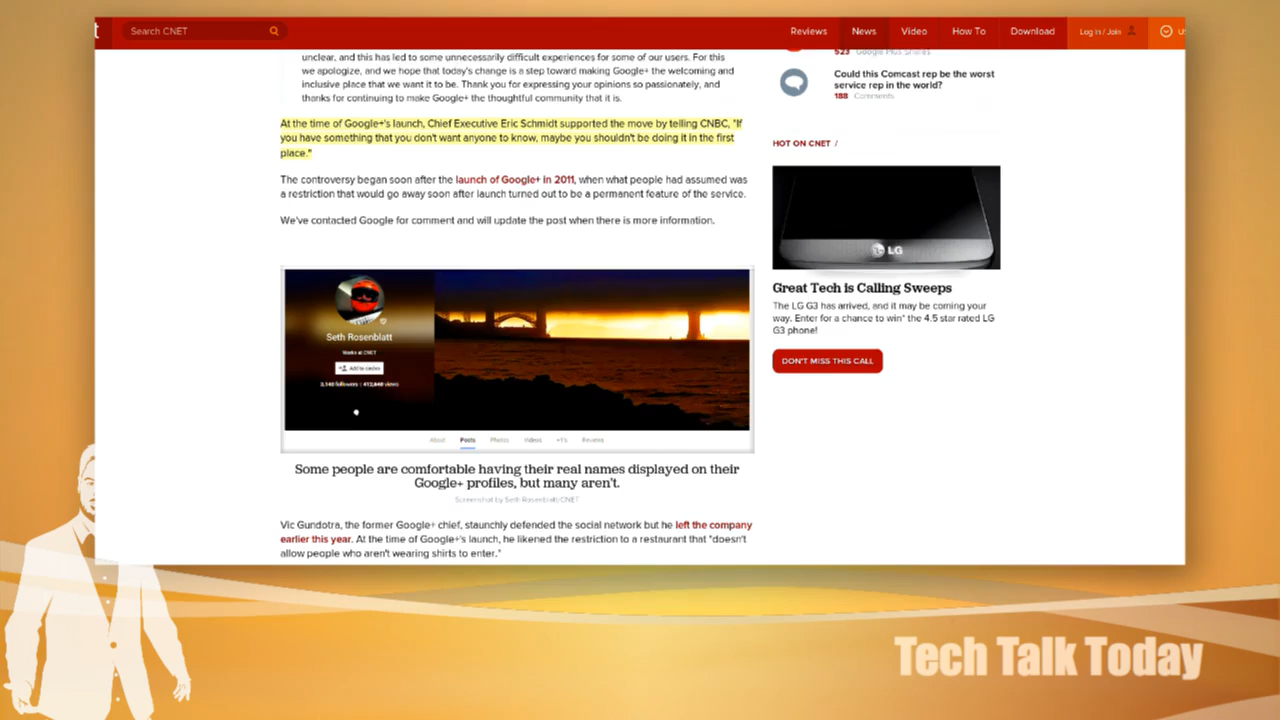 t
Search CNET
Reviews
News
Video
How To
Download
Log In / Join
US
unclear, and this has led to some unnecessarily difficult experiences for some of our users. For this
we apologize, and we hope that today's change is a step toward making Google+ the welcoming and
inclusive place that we want it to be. Thank you for expressing your opinions so passionately, and
thanks for continuing to make Google+ the thoughtful community that it is.
At the time of Google+'s launch, Chief Executive Eric Schmidt supported the move by telling CNBC, "If
you have something that you don't want anyone to know, maybe you shouldn't be doing it in the first
place."
The controversy began soon after the launch of Google+ in 2011, when what people had assumed was
a restriction that would go away soon after launch turned out to be a permanent feature of the service.
We've contacted Google for comment and will update the post when there is more information.
Seth Rosenblatt
Works at CNET
Add to circles
3,140 followers | 412,848 views
About
Posts
Photos
Videos
+1's
Reviews
Some people are comfortable having their real names displayed on their
Google+ profiles, but many aren't.
Screenshot by Seth Rosenblatt/CNET
Vic Gundotra, the former Google+ chief, staunchly defended the social network but he left the company
earlier this year. At the time of Google+'s launch, he likened the restriction to a restaurant that "doesn't
allow people who aren't wearing shirts to enter."
523 Google Plus Shares
Could this Comcast rep be the worst
service rep in the world?
188 Comments
HOT ON CNET /
LG
Great Tech is Calling Sweeps
The LG G3 has arrived, and it may be coming your
way. Enter for a chance to win* the 4.5 star rated LG
G3 phone!
DON'T MISS THIS CALL
Tech Talk Today